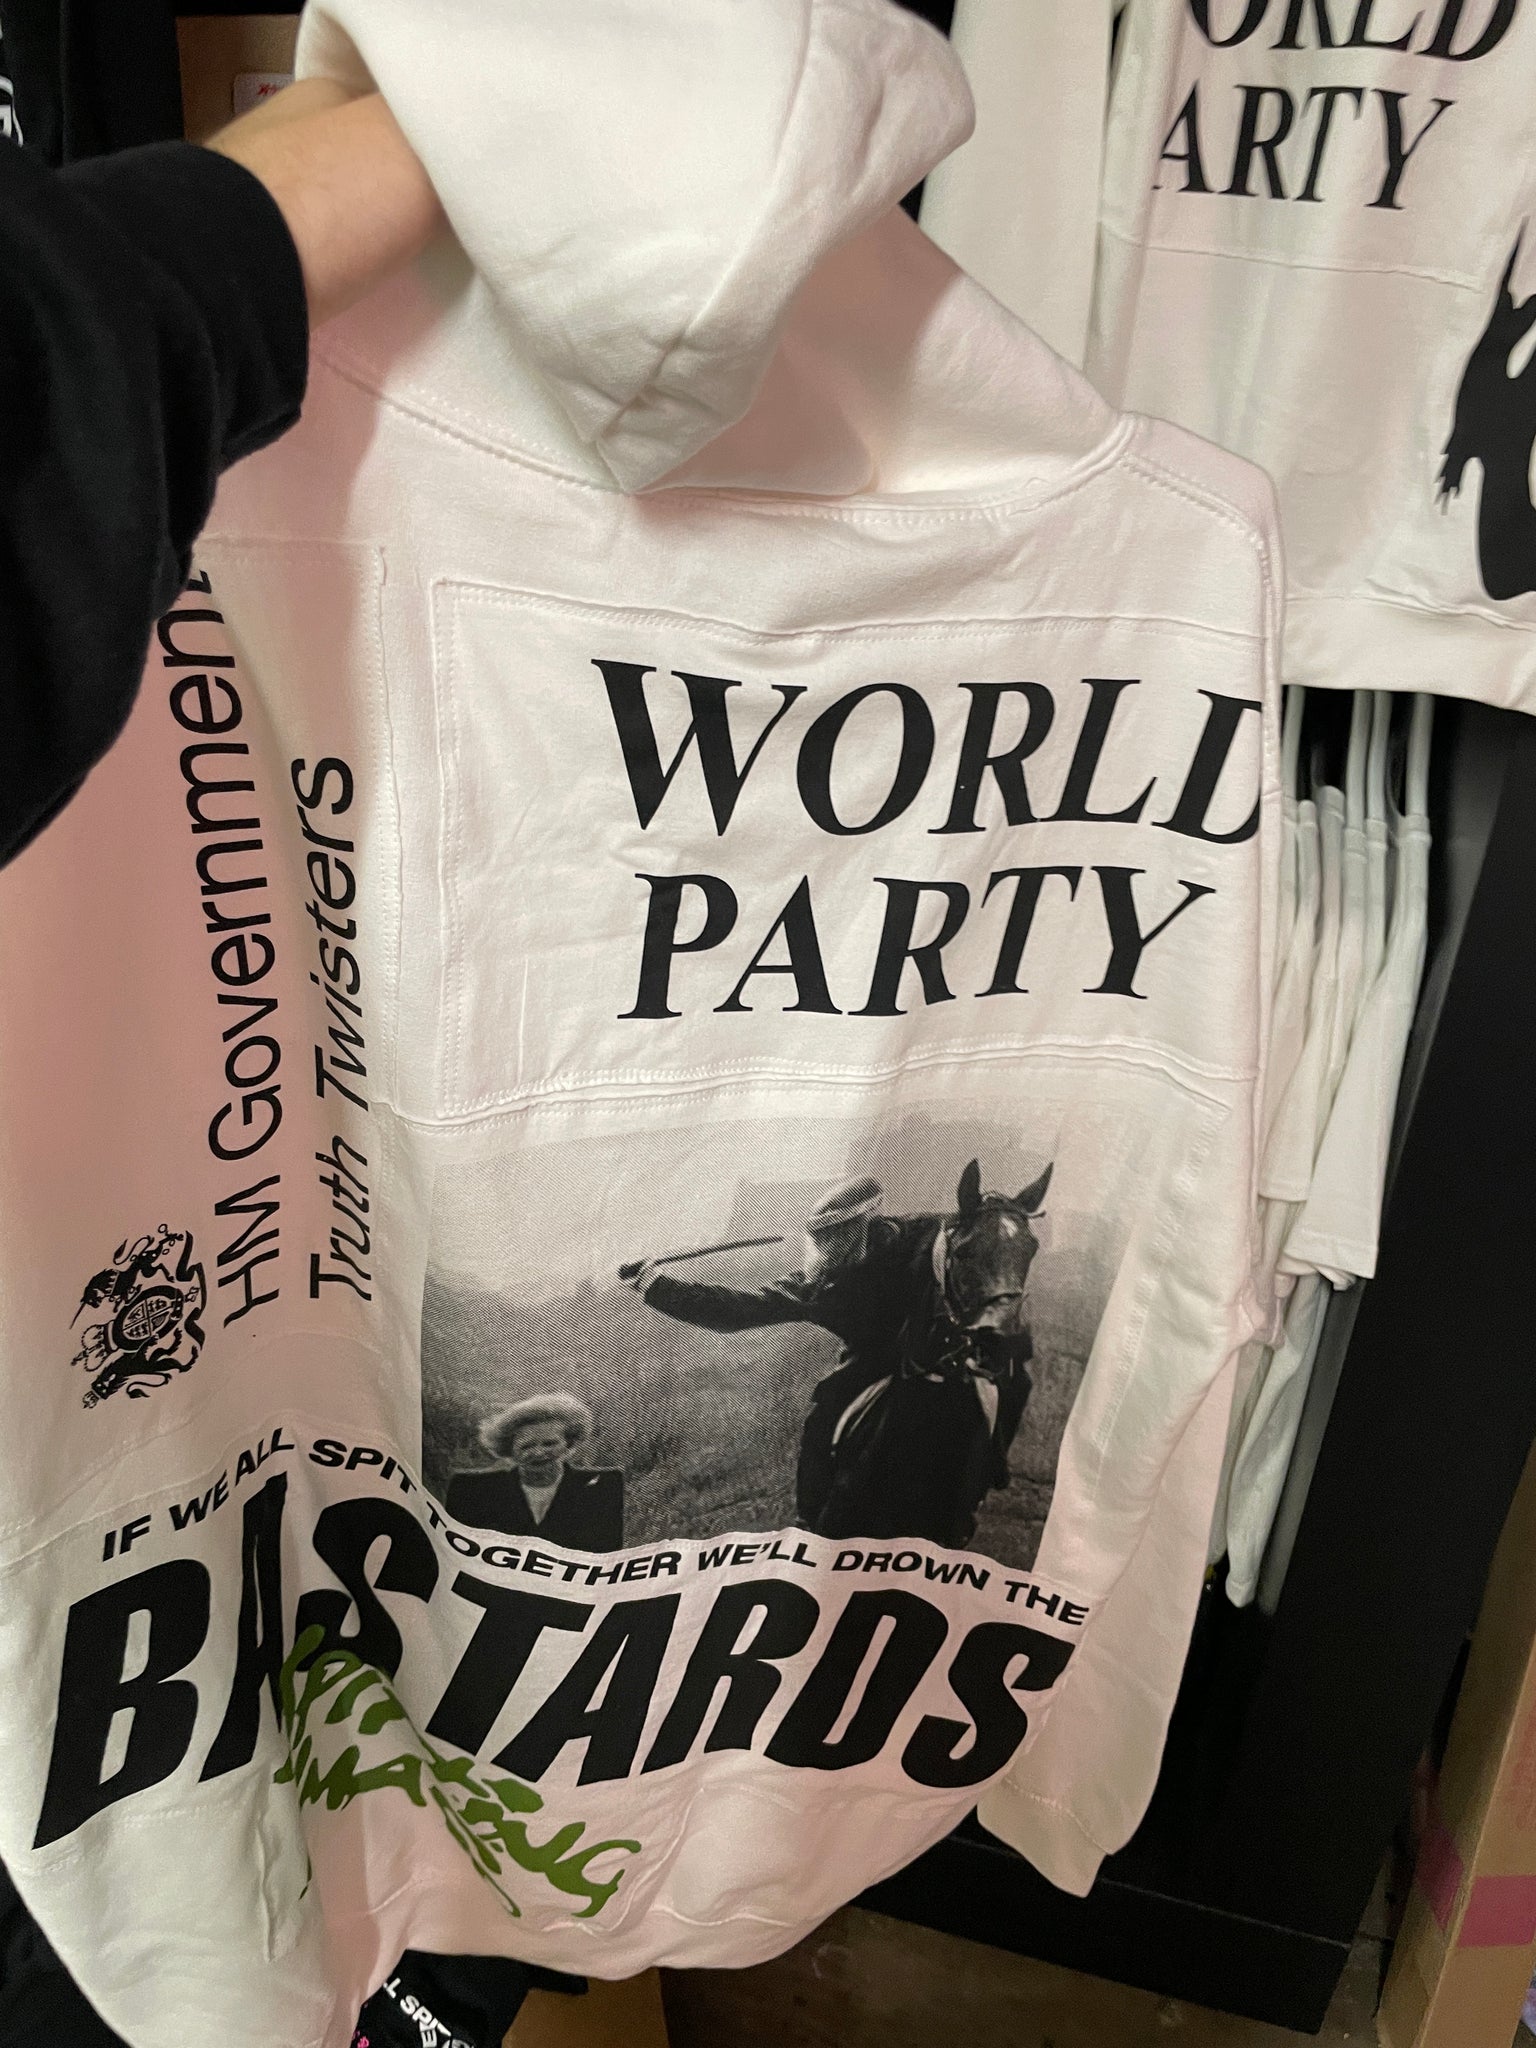 WORLD
PARTY
HM Government
Truth Twisters
WORLD
PARTY
IF WE ALL SPIT TOGETHER WE'LL DROWN THE
BASTARDS